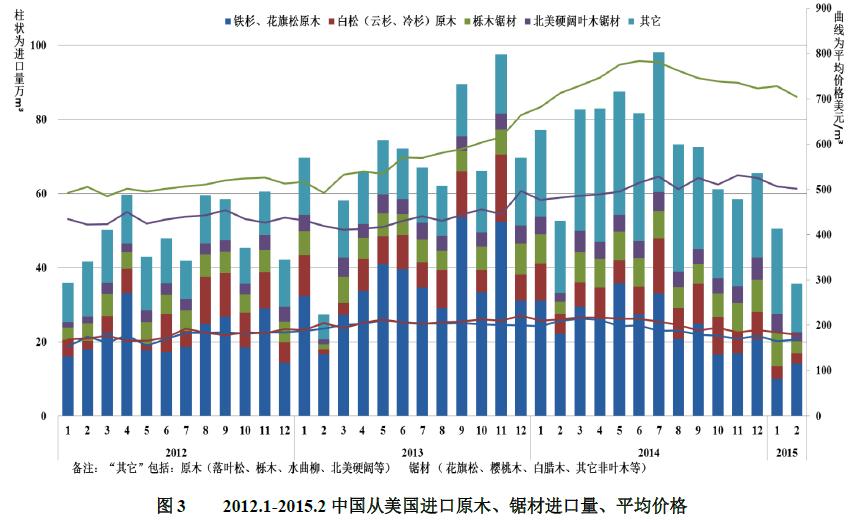 柱状为进口量万m³
曲线为平均价格美元/m³
铁杉、花旗松原木 白松（云杉、冷杉）原木 栎木锯材 北美硬阔叶木锯材 其它
100
80
60
40
20
0
900
800
700
600
500
400
300
200
100
0
1 2 3 4 5 6 7 8 9 10 11 12 1 2 3 4 5 6 7 8 9 10 11 12 1 2 3 4 5 6 7 8 9 10 11 12 1 2
2012 2013 2014 2015
备注：“其它”包括：原木（落叶松、栎木、水曲柳、北美硬阔等） 锯材（花旗松、樱桃木、白腊木、其它非叶木等）
图3 2012.1-2015.2 中国从美国进口原木、锯材进口量、平均价格